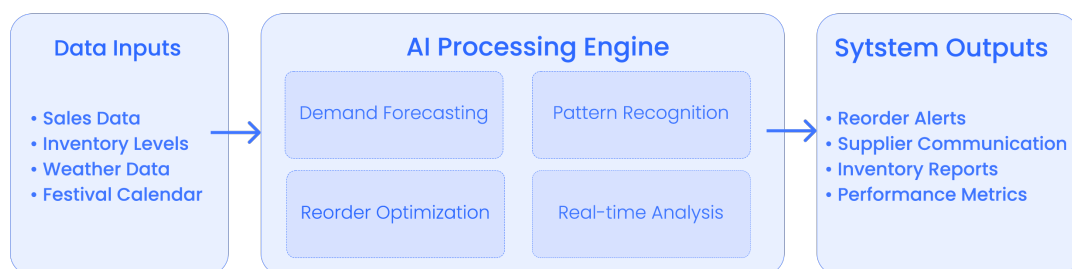 Data Inputs
• Sales Data
• Inventory Levels
• Weather Data
• Festival Calendar
AI Processing Engine
Demand Forecasting
Pattern Recognition
Reorder Optimization
Real-time Analysis
Sytstem Outputs
• Reorder Alerts
• Supplier Communication
• Inventory Reports
• Performance Metrics